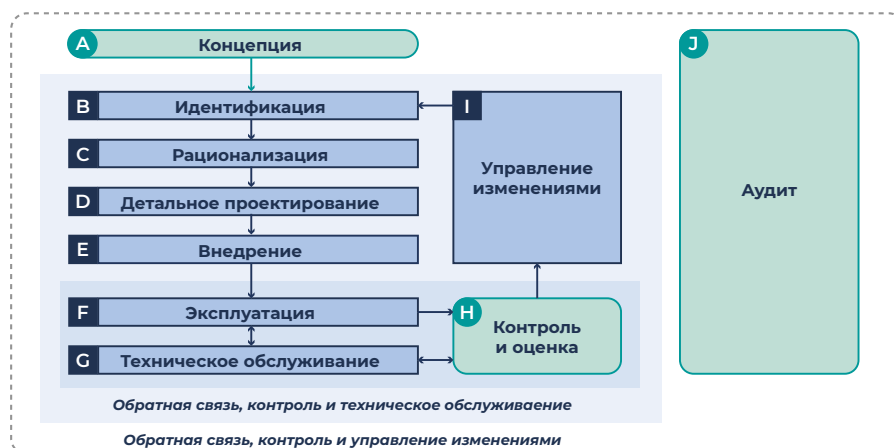 A Концепция
B Идентификация
C Рационализация
D Детальное проектирование
E Внедрение
F Эксплуатация
G Техническое обслуживание
H Контроль
и оценка
I Управление
изменениями
J Аудит
Обратная связь, контроль и техническое обслуживаение
Обратная связь, контроль и управление изменениями